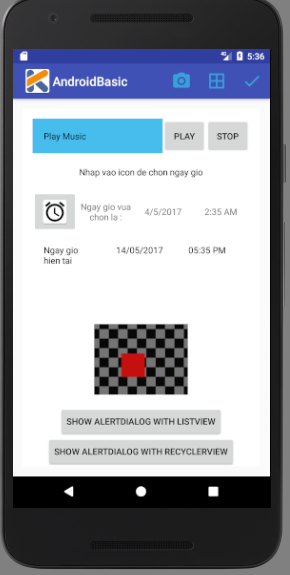 5:36
AndroidBasic
Play Music PLAY STOP
Nhap vao icon de chon ngay gio
Ngay gio vua
chon la : 4/5/2017 2:35 AM
Ngay gio 14/05/2017 05:35 PM
hien tai
SHOW ALERTDIALOG WITH LISTVIEW
SHOW ALERTDIALOG WITH RECYCLERVIEW